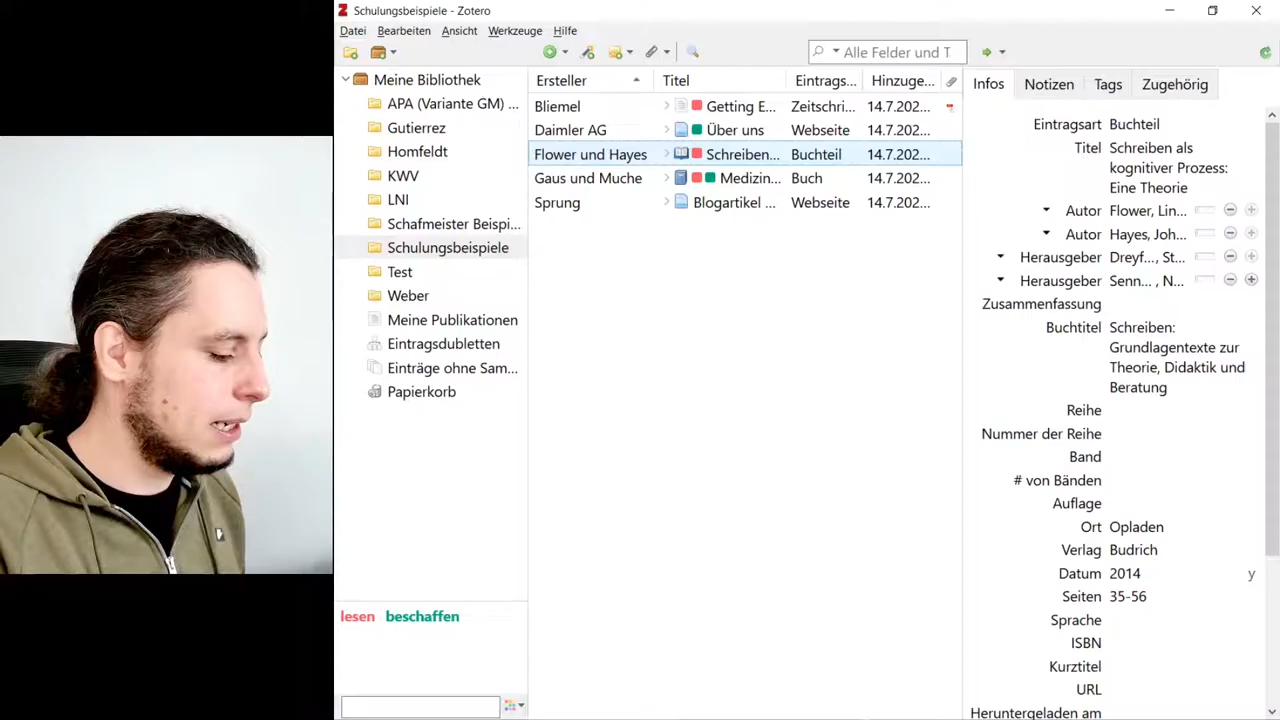 Schulungsbeispiele - Zotero
Datei Bearbeiten Ansicht Werkzeuge Hilfe
Alle Felder und T
Meine Bibliothek
APA (Variante GM) ...
Gutierrez
Homfeldt
KWV
LNI
Schafmeister Beispi...
Schulungsbeispiele
Test
Weber
Meine Publikationen
Eintragsdubletten
Einträge ohne Sam...
Papierkorb
lesen beschaffen
Ersteller Titel Eintrags... Hinzuge...
Bliemel Getting E... Zeitschri... 14.7.202...
Daimler AG Über uns Webseite 14.7.202...
Flower und Hayes Schreiben... Buchteil 14.7.202...
Gaus und Muche Medizin... Buch 14.7.202...
Sprung Blogartikel ... Webseite 14.7.202...
Infos Notizen Tags Zugehörig
Eintragsart Buchteil
Titel Schreiben als
kognitiver Prozess:
Eine Theorie
Autor Flower, Lin...
Autor Hayes, Joh...
Herausgeber Dreyf..., St...
Herausgeber Senn... , N...
Zusammenfassung
Buchtitel Schreiben:
Grundlagentexte zur
Theorie, Didaktik und
Beratung
Reihe
Nummer der Reihe
Band
# von Bänden
Auflage
Ort Opladen
Verlag Budrich
Datum 2014 y
Seiten 35-56
Sprache
ISBN
Kurztitel
URL
Heruntergeladen am